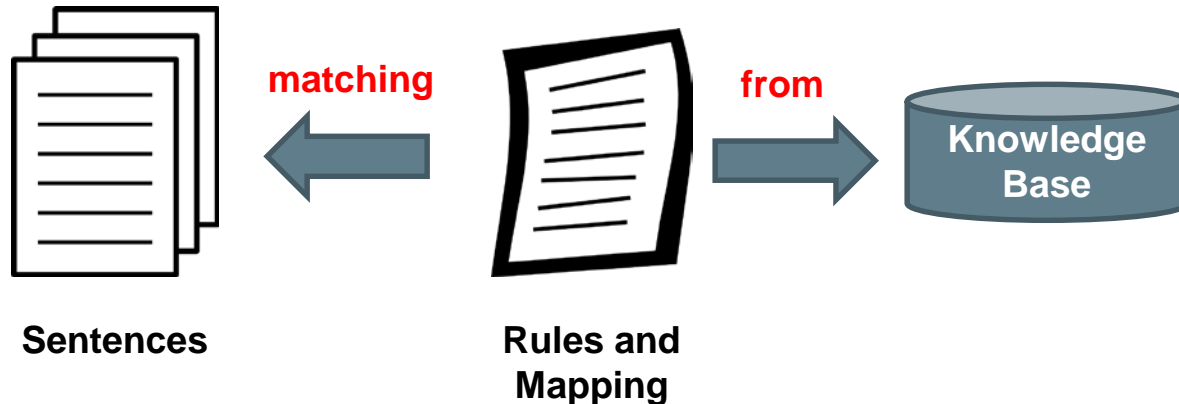 matching
from
Knowledge
Base
Sentences
Rules and
Mapping